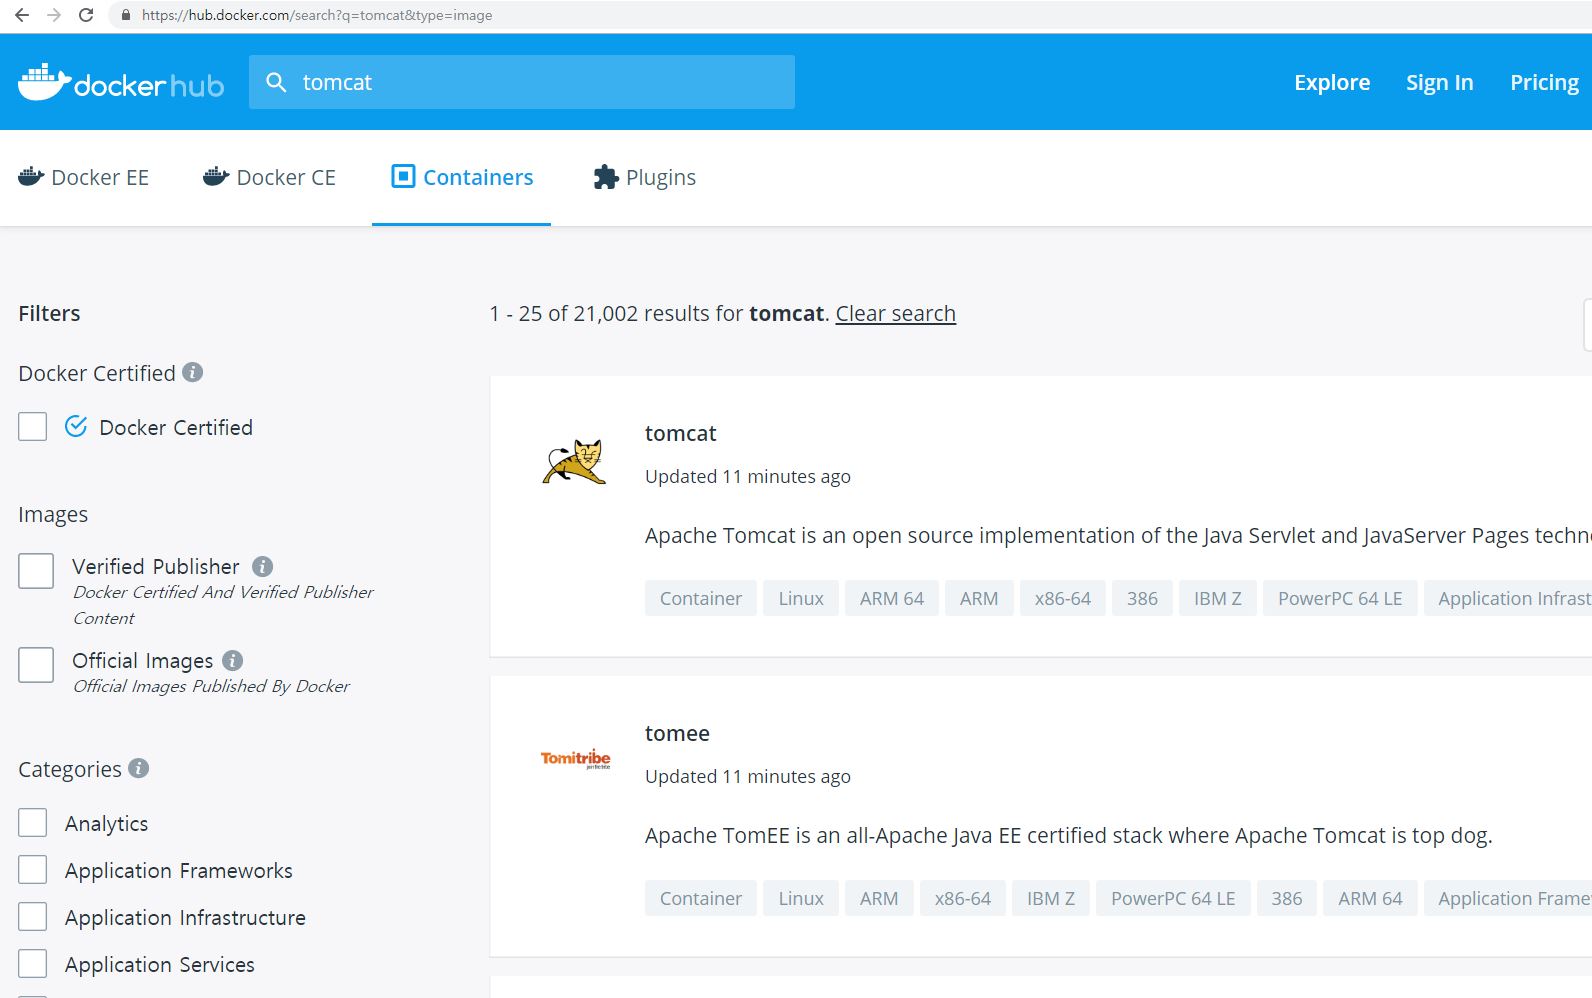 https://hub.docker.com/search?q=tomcat&type=image
dockerhub
tomcat
Explore
Sign In
Pricing
Docker EE
Docker CE
Containers
Plugins
Filters
Docker Certified
Docker Certified
Images
Verified Publisher
Docker Certified And Verified Publisher
Content
Official Images
Official Images Published By Docker
Categories
Analytics
Application Frameworks
Application Infrastructure
Application Services
1 - 25 of 21,002 results for tomcat. Clear search
tomcat
Updated 11 minutes ago
Apache Tomcat is an open source implementation of the Java Servlet and JavaServer Pages techn
Container Linux ARM 64 ARM x86-64 386 IBM Z PowerPC 64 LE Application Infrast
Tomitribe
tomee
Updated 11 minutes ago
Apache TomEE is an all-Apache Java EE certified stack where Apache Tomcat is top dog.
Container Linux ARM x86-64 IBM Z PowerPC 64 LE 386 ARM 64 Application Frame